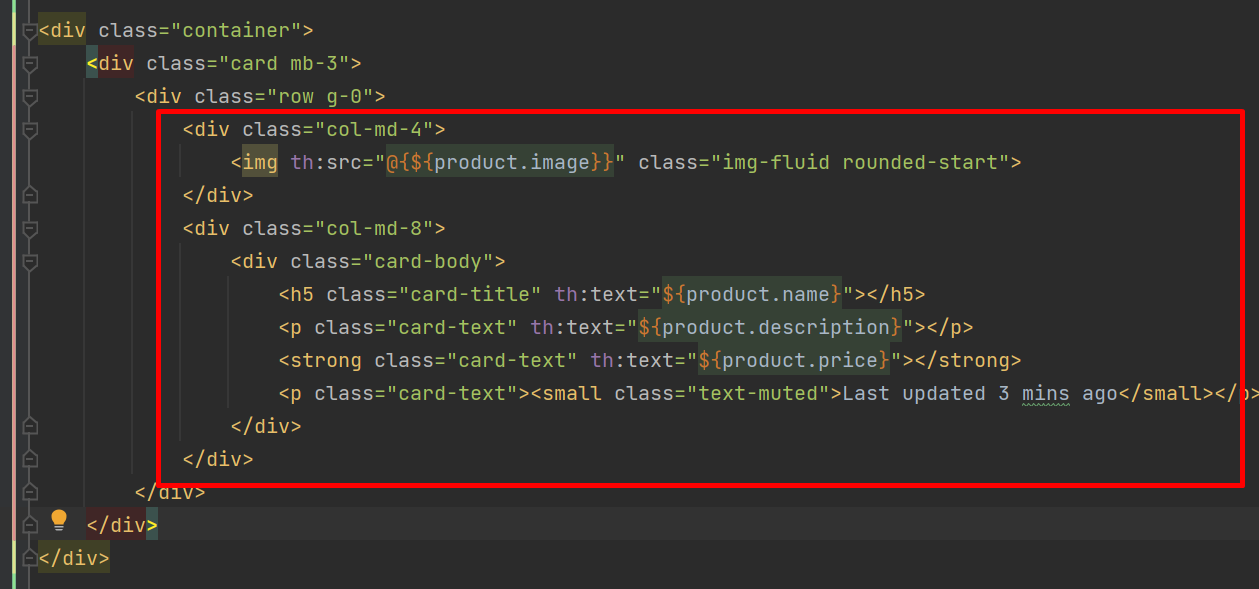 <div class="container">
<div class="card mb-3">
<div class="row g-0">
<div class="col-md-4">
<img th:src="@{${product.image}}" class="img-fluid rounded-start">
</div>
<div class="col-md-8">
<div class="card-body">
<h5 class="card-title" th:text="${product.name}"></h5>
<p class="card-text" th:text="${product.description}"></p>
<strong class="card-text" th:text="${product.price}"></strong>
<p class="card-text"><small class="text-muted">Last updated 3 mins ago</small></p>
</div>
</div>
</div>
</div>
</div>